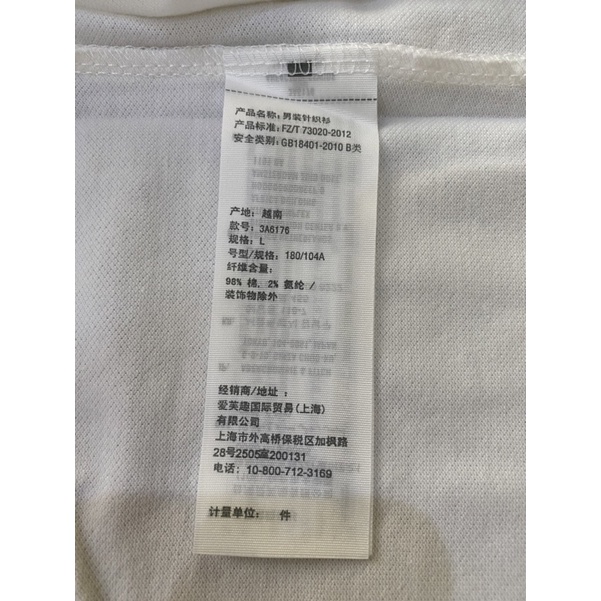 产品名称：男装针织衫
产品标准：FZ/T 73020-2012
安全类别：GB18401-2010 B类
产地：越南
款号：3A6176
规格：L
号型/规格：180/104A
纤维含量：
98% 棉，2% 氨纶 /
装饰物除外
经销商/地址：
爱芙趣国际贸易(上海)
有限公司
上海市外高桥保税区加枫路
28号2505室200131
电话：10-800-712-3169
计量单位： 件